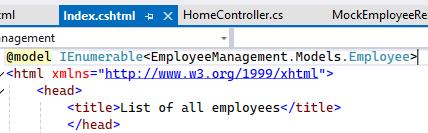 ml Index.cshtml HomeController.cs MockEmployeeRe
nagement
@model IEnumerable<EmployeeManagement.Models.Employee>
<html xmlns="http://www.w3.org/1999/xhtml">
<head>
<title>List of all employees</title>
</head>